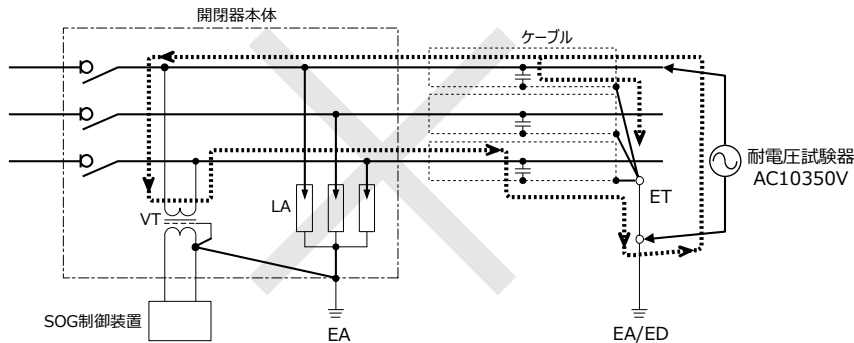 開閉器本体
ケーブル
耐電圧試験器
AC10350V
VT
LA
ET
SOG制御装置
EA
EA/ED